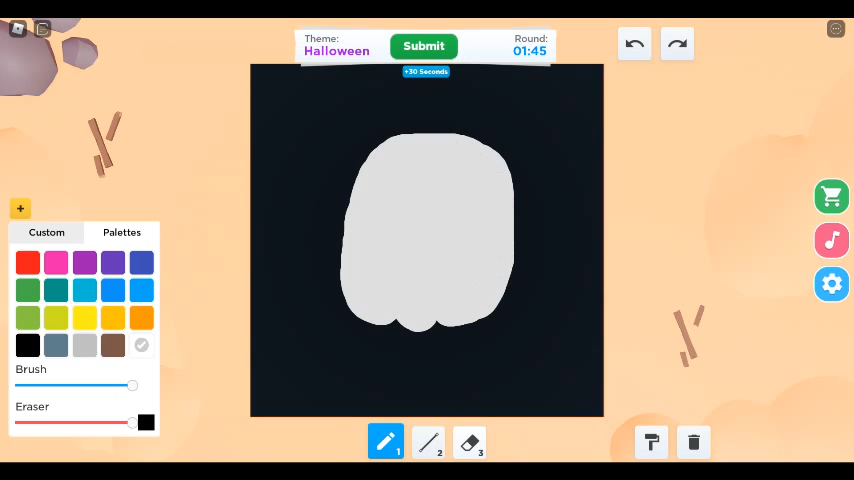 Theme:
Halloween
Submit
Round:
01:45
+30 Seconds
+
Custom
Palettes
Brush
Eraser
1
2
3